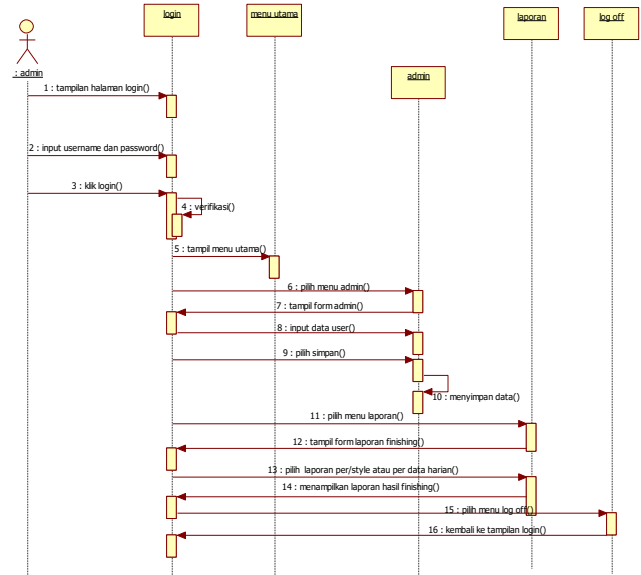 login
menu utama
laporan
log off
: admin
admin
1 : tampilan halaman login()
2 : input username dan password()
3 : klik login()
4 : verifikasi()
5 : tampil menu utama()
6 : pilih menu admin()
7 : tampil form admin()
8 : input data user()
9 : pilih simpan()
10 : menyimpan data()
11 : pilih menu laporan()
12 : tampil form laporan finishing()
13 : pilih laporan per/style atau per data harian()
14 : menampilkan laporan hasil finishing()
15 : pilih menu log off()
16 : kembali ke tampilan login()